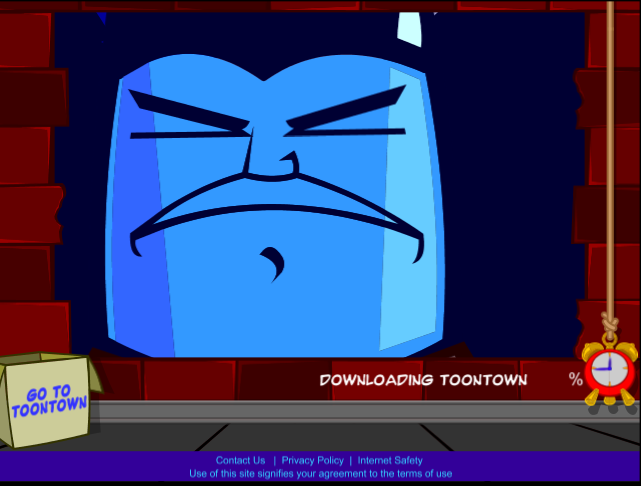 DOWNLOADING TOONTOWN %
GO TO
TOONTOWN
Contact Us | Privacy Policy | Internet Safety
Use of this site signifies your agreement to the terms of use